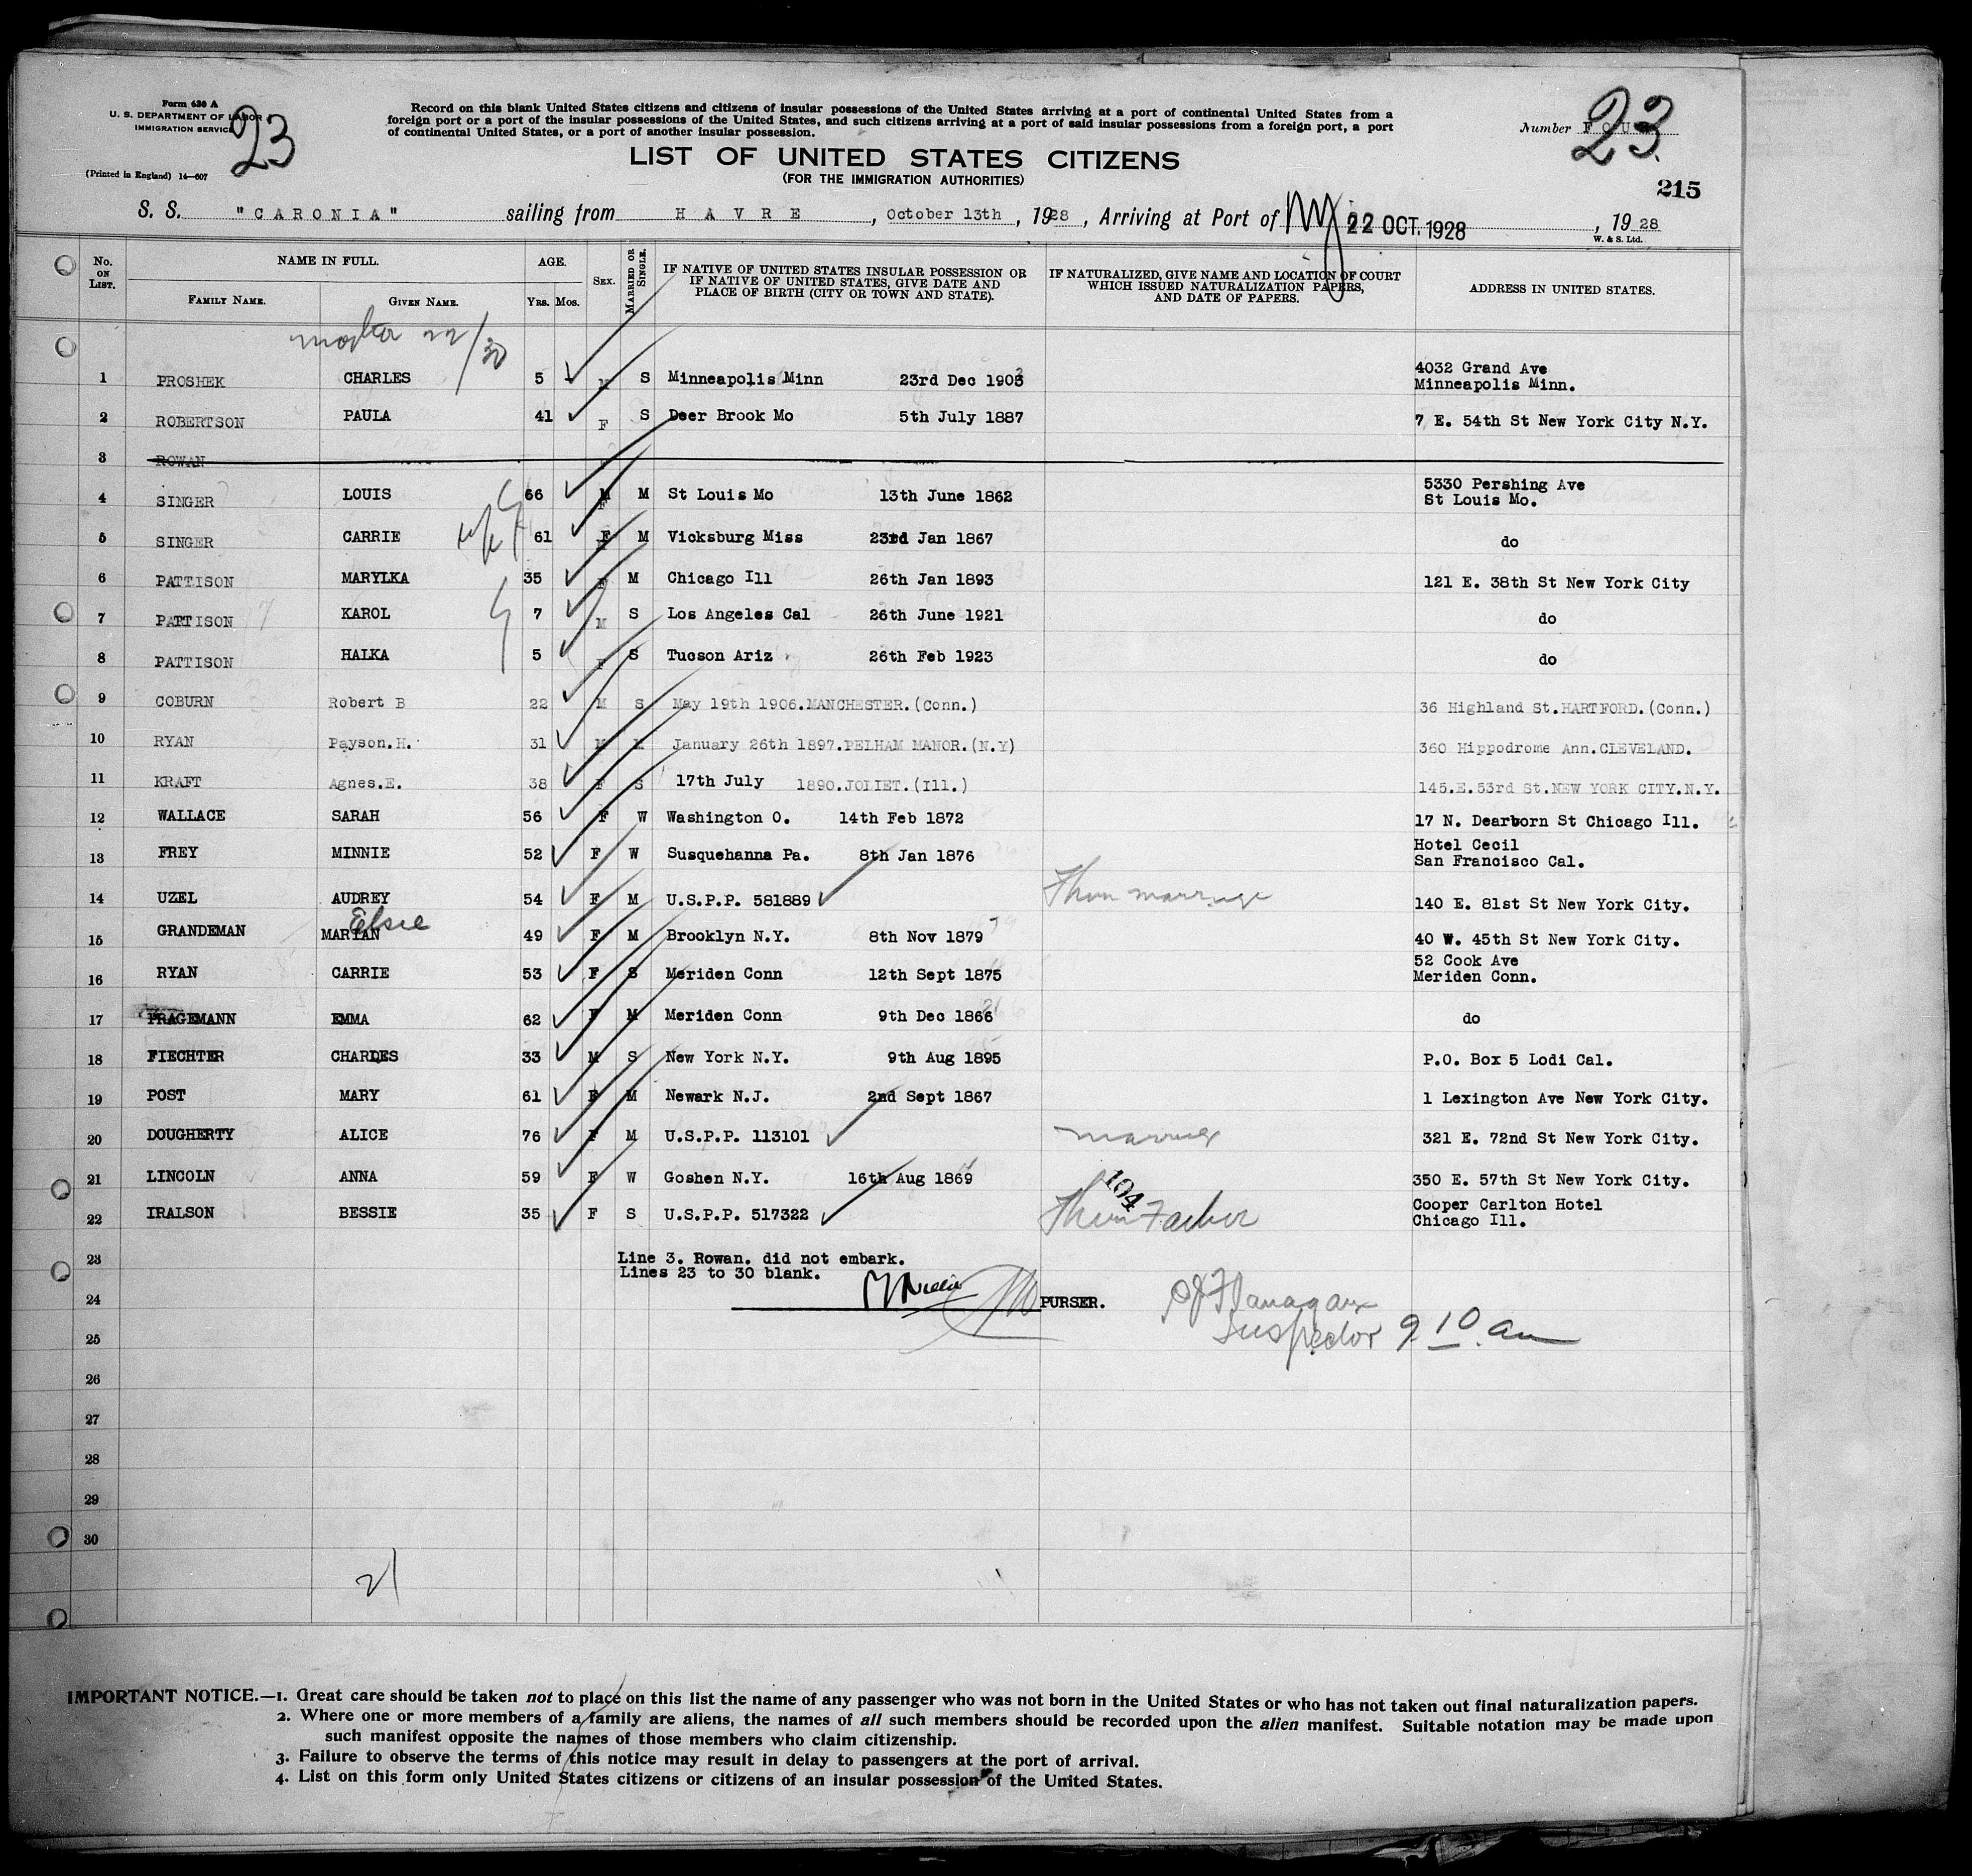 Form 630 A
U. S. DEPARTMENT OF LABOR
IMMIGRATION SERVICE
23
(Printed in England) 14—607
Record on this blank United States citizens and citizens of insular possessions of the United States arriving at a port of continental United States from a
foreign port or a port of the insular possessions of the United States, and such citizens arriving at a port of said insular possessions from a foreign port, a port
of continental United States, or a port of another insular possession.
Number
23
215
LIST OF UNITED STATES CITIZENS
(FOR THE IMMIGRATION AUTHORITIES)
S. S. "CARONIA" sailing from HAVRE, October 13th, 1928, Arriving at Port of NY 22 OCT. 1928, 1928
W. & S. Ltd.
No. ON LIST. NAME IN FULL. AGE. SEX. MARRIED OR SINGLE. IF NATIVE OF UNITED STATES INSULAR POSSESSION OR IF NATIVE OF UNITED STATES, GIVE DATE AND PLACE OF BIRTH (CITY OR TOWN AND STATE). IF NATURALIZED, GIVE NAME AND LOCATION OF COURT WHICH ISSUED NATURALIZATION PAPERS, AND DATE OF PAPERS. ADDRESS IN UNITED STATES.
FAMILY NAME. GIVEN NAME. YRS. MOS.
22/30
1 PROSHEK CHARLES 5 M S Minneapolis Minn 23rd Dec 1903 4032 Grand Ave Minneapolis Minn.
2 ROBERTSON PAULA 41 F S Deer Brook Mo 5th July 1887 7 E. 54th St New York City N.Y.
3 ROWAN
4 SINGER LOUIS 66 M M St Louis Mo 13th June 1862 5330 Pershing Ave St Louis Mo.
5 SINGER CARRIE 61 F M Vicksburg Miss 23rd Jan 1867 do
6 PATTISON MARYLKA 35 F M Chicago Ill 26th Jan 1893 121 E. 38th St New York City
7 PATTISON KAROL 7 M S Los Angeles Cal 26th June 1921 do
8 PATTISON HALKA 5 F S Tucson Ariz 26th Feb 1923 do
9 COBURN Robert B 22 M S May 19th 1906.MANCHESTER.(Conn.) 36 Highland St.HARTFORD.(Conn.)
10 RYAN Payson.H. 31 M M January 26th 1897.PELHAM MANOR.(N.Y) 360 Hippodrome Ann.CLEVELAND.
11 KRAFT Agnes.E. 38 F S 17th July 1890.JOLIET.(Ill.) 145.E.53rd St.NEW YORK CITY.N.Y.
12 WALLACE SARAH 56 F W Washington O. 14th Feb 1872 17 N. Dearborn St Chicago Ill.
13 FREY MINNIE 52 F W Susquehanna Pa. 8th Jan 1876 Hotel Cecil San Francisco Cal.
14 UZEL AUDREY 54 F M U.S.P.P. 581889 Thru marriage 140 E. 81st St New York City.
15 GRANDEMAN MARIAN Elsie 49 F M Brooklyn N.Y. 8th Nov 1879 40 W. 45th St New York City.
16 RYAN CARRIE 53 F S Meriden Conn 12th Sept 1875 52 Cook Ave Meriden Conn.
17 PRAGEMANN EMMA 62 F M Meriden Conn 9th Dec 1866 do
18 FIECHTER CHARLES 33 M S New York N.Y. 9th Aug 1895 P.O. Box 5 Lodi Cal.
19 POST MARY 61 F M Newark N.J. 2nd Sept 1867 1 Lexington Ave New York City.
20 DOUGHERTY ALICE 76 F M U.S.P.P. 113101 321 E. 72nd St New York City.
21 LINCOLN ANNA 59 F W Goshen N.Y. 16th Aug 1869 350 E. 57th St New York City.
22 IRALSON BESSIE 35 F S U.S.P.P. 517322 104 Thru Father Cooper Carlton Hotel Chicago Ill.
23 Line 3. Rowan. did not embark.
Lines 23 to 30 blank.
24 PURSER. Flanagan
25 Inspector 9 10 am
26
27
28
29
30
21
IMPORTANT NOTICE.—1. Great care should be taken not to place on this list the name of any passenger who was not born in the United States or who has not taken out final naturalization papers.
2. Where one or more members of a family are aliens, the names of all such members should be recorded upon the alien manifest. Suitable notation may be made upon
such manifest opposite the names of those members who claim citizenship.
3. Failure to observe the terms of this notice may result in delay to passengers at the port of arrival.
4. List on this form only United States citizens or citizens of an insular possession of the United States.